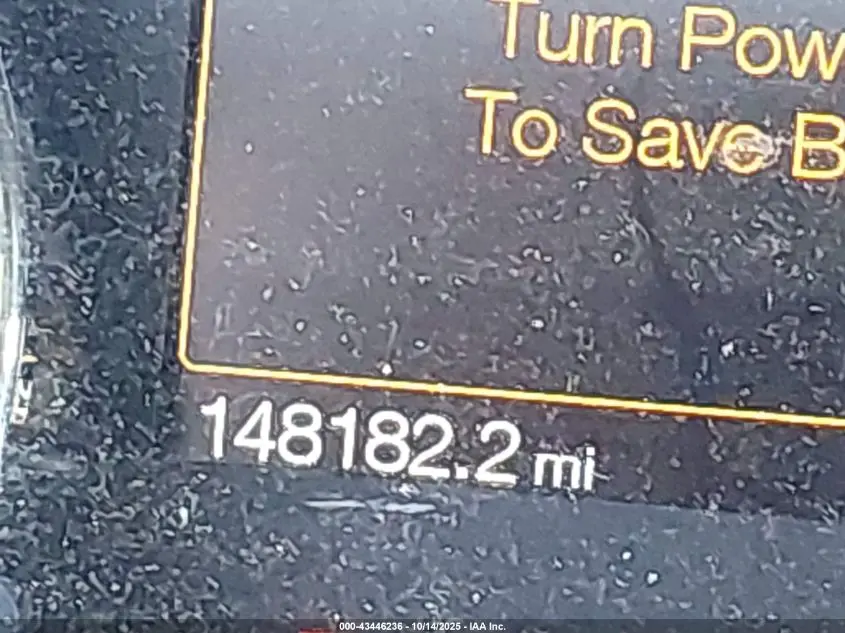 Turn Pow
To Save B
148182.2 mi
000-43446236 - 10/14/2025 - IAA Inc.